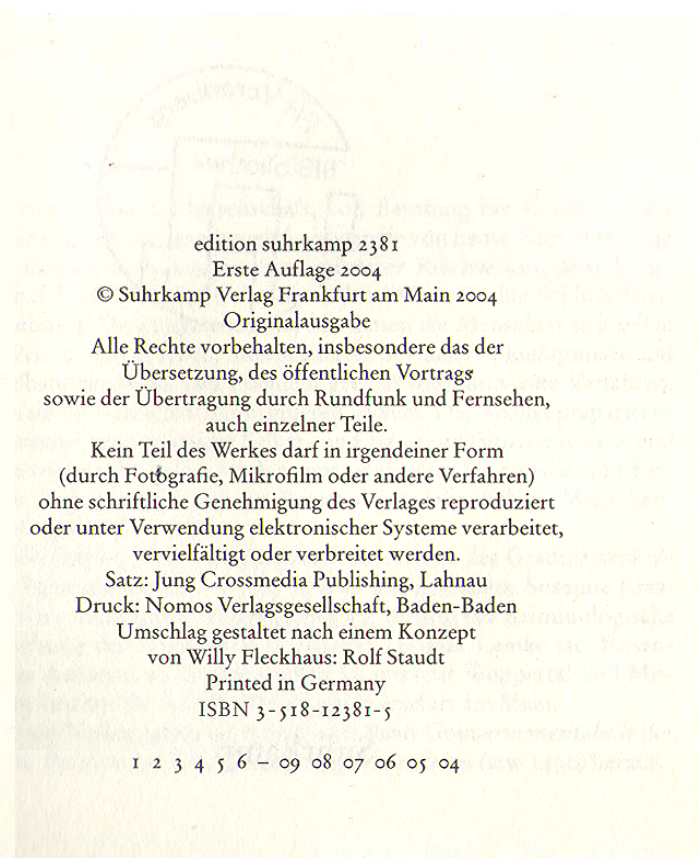 edition suhrkamp 2381
Erste Auflage 2004
© Suhrkamp Verlag Frankfurt am Main 2004
Originalausgabe
Alle Rechte vorbehalten, insbesondere das der
Übersetzung, des öffentlichen Vortrags
sowie der Übertragung durch Rundfunk und Fernsehen,
auch einzelner Teile.
Kein Teil des Werkes darf in irgendeiner Form
(durch Fotografie, Mikrofilm oder andere Verfahren)
ohne schriftliche Genehmigung des Verlages reproduziert
oder unter Verwendung elektronischer Systeme verarbeitet,
vervielfältigt oder verbreitet werden.
Satz: Jung Crossmedia Publishing, Lahnau
Druck: Nomos Verlagsgesellschaft, Baden-Baden
Umschlag gestaltet nach einem Konzept
von Willy Fleckhaus: Rolf Staudt
Printed in Germany
ISBN 3-518-12381-5
1 2 3 4 5 6 – 09 08 07 06 05 04